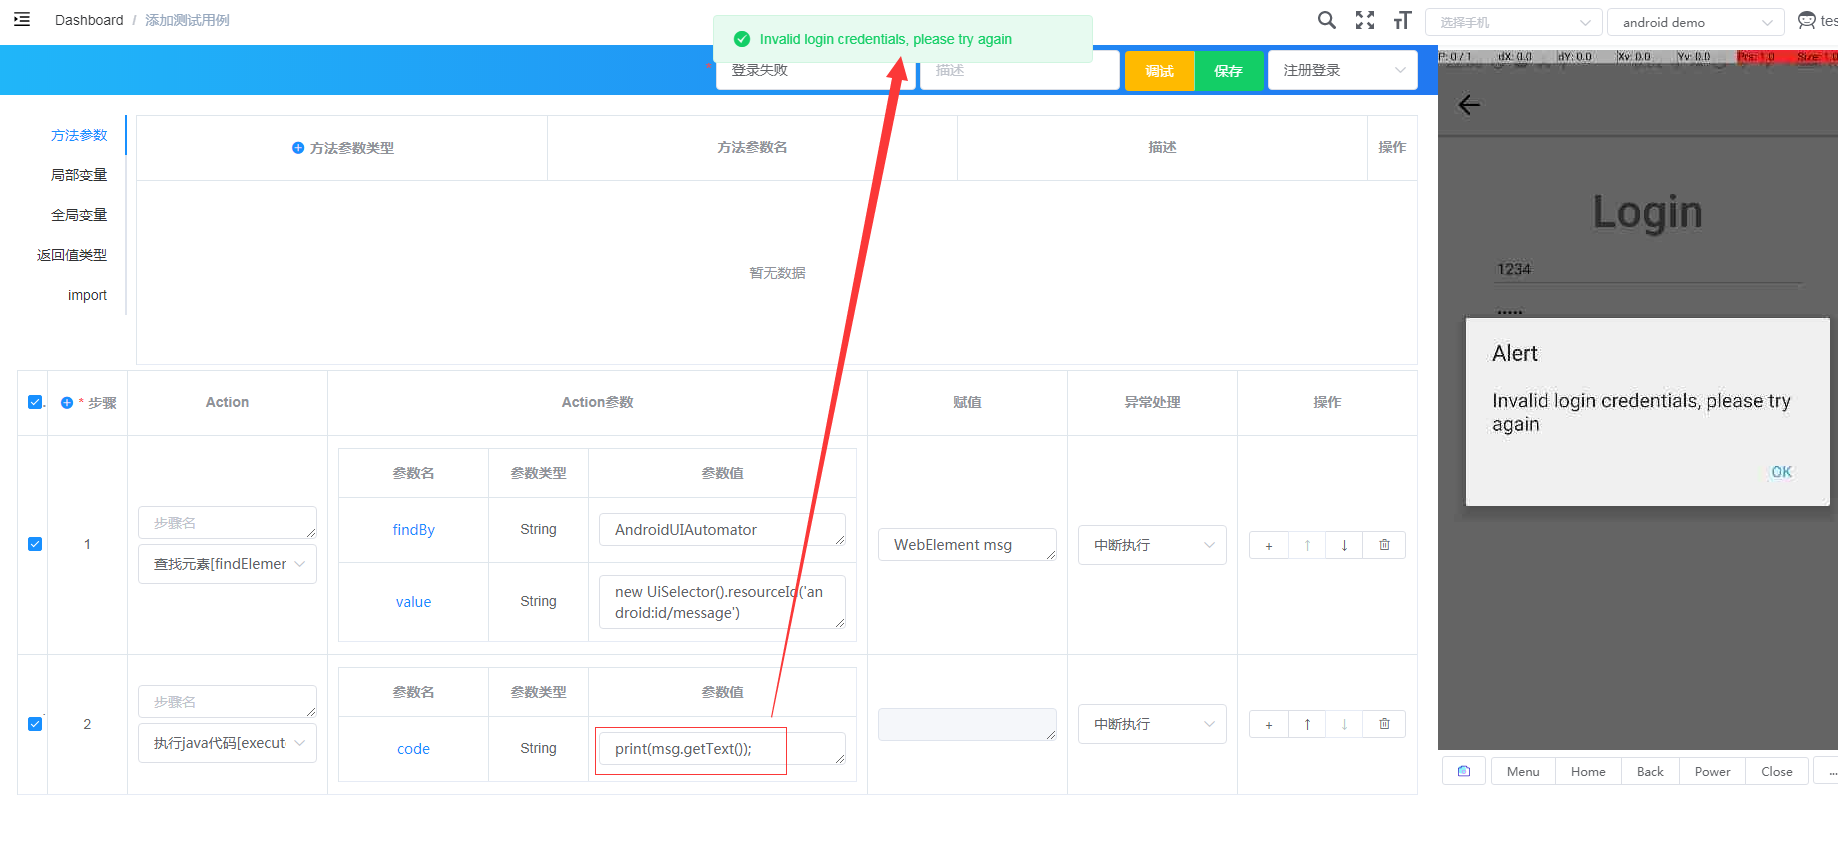 Dashboard / 添加测试用例
选择手机
android demo
Invalid login credentials, please try again
* 登录失败
描述
调试
保存
注册登录
P: 0 / 1 dX: 0.0 dY: 0.0 Xv: 0.0 Yv: 0.0 Prs: 1.0 Size: 1.0
方法参数
局部变量
全局变量
返回值类型
import
方法参数类型 方法参数名 描述 操作
暂无数据
* 步骤 Action Action参数 赋值 异常处理 操作
1
步骤名
查找元素[findElemer
参数名 参数类型 参数值
findBy String AndroidUIAutomator
value String new UiSelector().resourceId('an
droid:id/message')
WebElement msg
中断执行
+ ↑ ↓
2
步骤名
执行java代码[execut
参数名 参数类型 参数值
code String print(msg.getText());
中断执行
+ ↑ ↓
Login
1234
•••••
Alert
Invalid login credentials, please try
again
OK
Menu Home Back Power Close ...